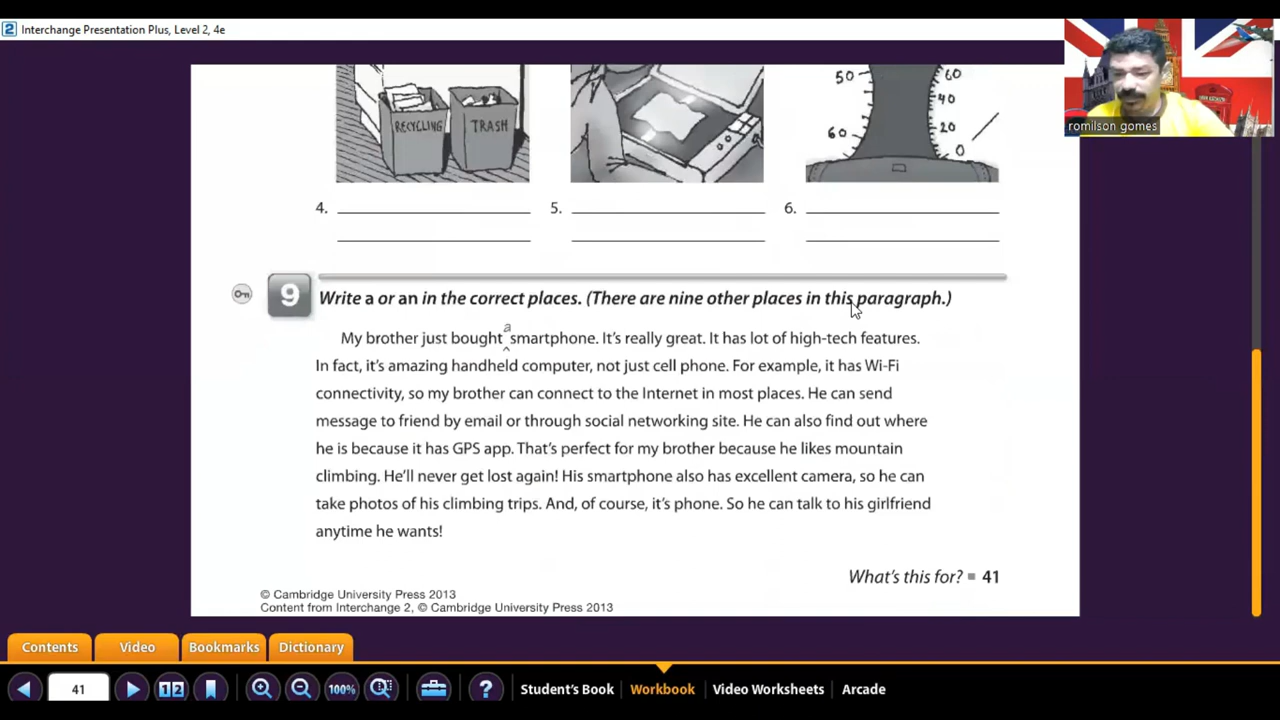 Interchange Presentation Plus, Level 2, 4e
romilson gomes
50
60
60
40
20
0
RECYCLING
TRASH
4. 5. 6.
9 Write a or an in the correct places. (There are nine other places in this paragraph.)
a
My brother just bought ^ smartphone. It's really great. It has lot of high-tech features.
In fact, it's amazing handheld computer, not just cell phone. For example, it has Wi-Fi
connectivity, so my brother can connect to the Internet in most places. He can send
message to friend by email or through social networking site. He can also find out where
he is because it has GPS app. That's perfect for my brother because he likes mountain
climbing. He'll never get lost again! His smartphone also has excellent camera, so he can
take photos of his climbing trips. And, of course, it's phone. So he can talk to his girlfriend
anytime he wants!
What's this for? 41
© Cambridge University Press 2013
Content from Interchange 2, © Cambridge University Press 2013
Contents Video Bookmarks Dictionary
41 1 2 100% ? Student's Book Workbook Video Worksheets Arcade